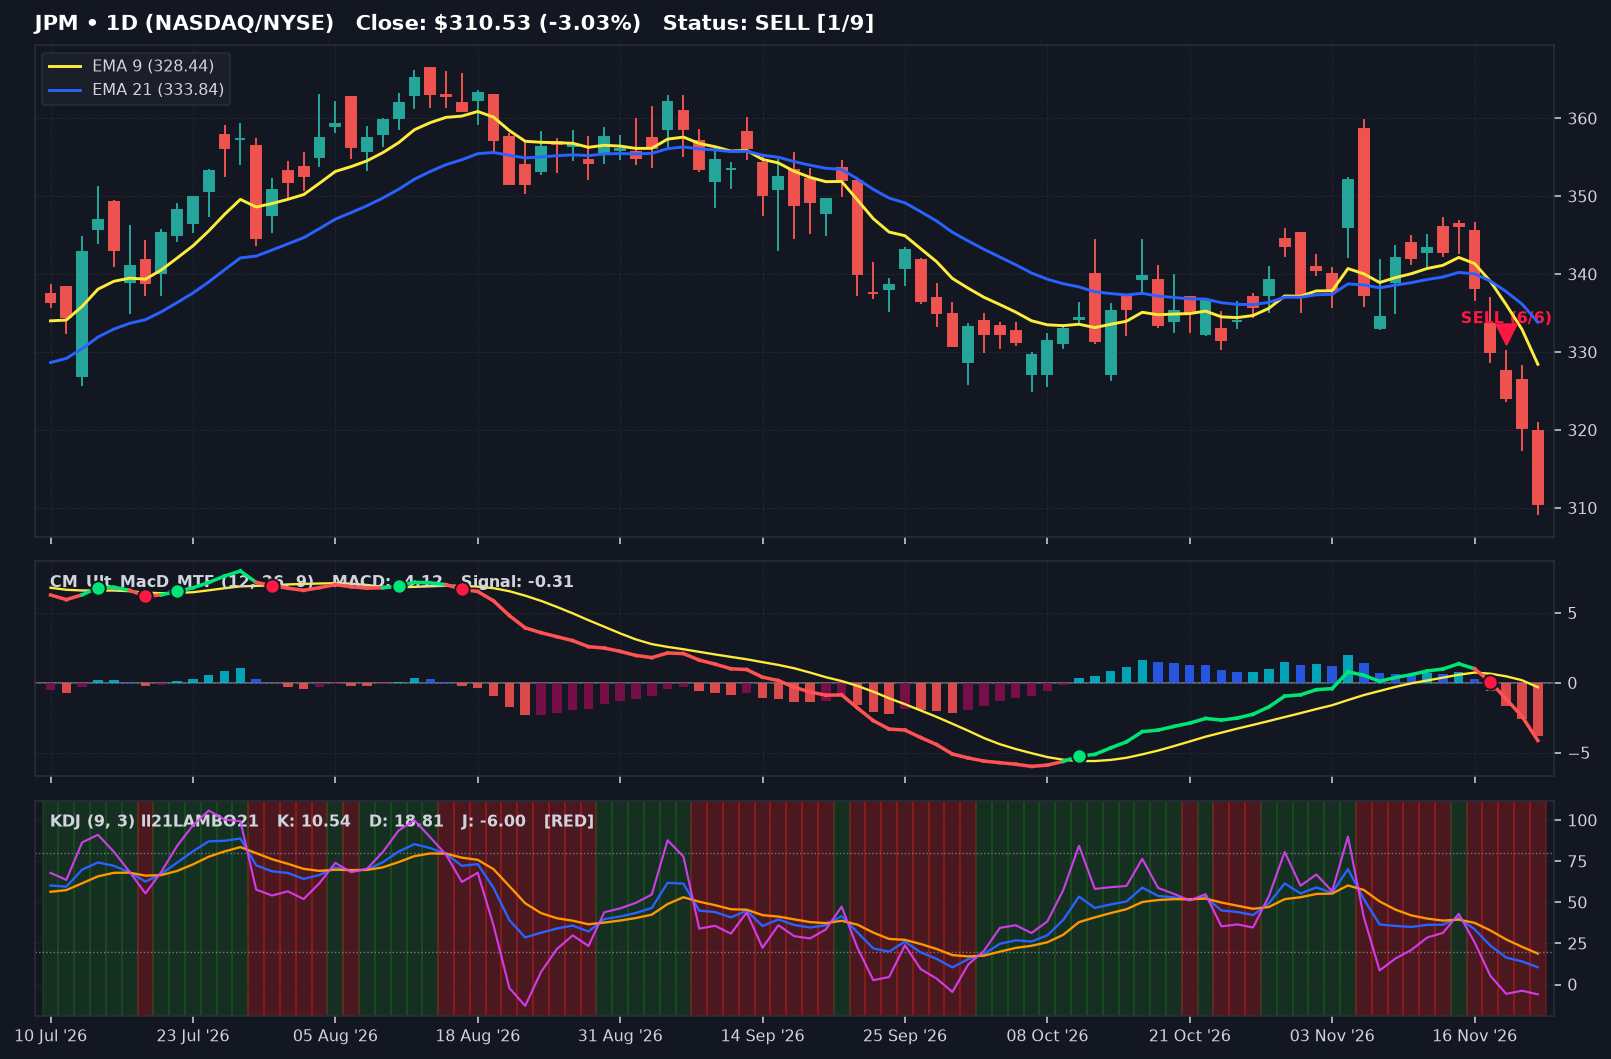 JPM • 1D (NASDAQ/NYSE)   Close: $310.53 (-3.03%)   Status: SELL [1/9]
EMA 9 (328.44)
EMA 21 (333.84)
360
350
340
330
320
310
SELL (6/6)
CM_Ult_MacD_MTF (12, 26, 9)   MACD: -4.12   Signal: -0.31
5
0
−5
KDJ (9, 3) II21LAMBO21   K: 10.54   D: 18.81   J: -6.00   [RED]
100
75
50
25
0
10 Jul '26   23 Jul '26   05 Aug '26   18 Aug '26   31 Aug '26   14 Sep '26   25 Sep '26   08 Oct '26   21 Oct '26   03 Nov '26   16 Nov '26